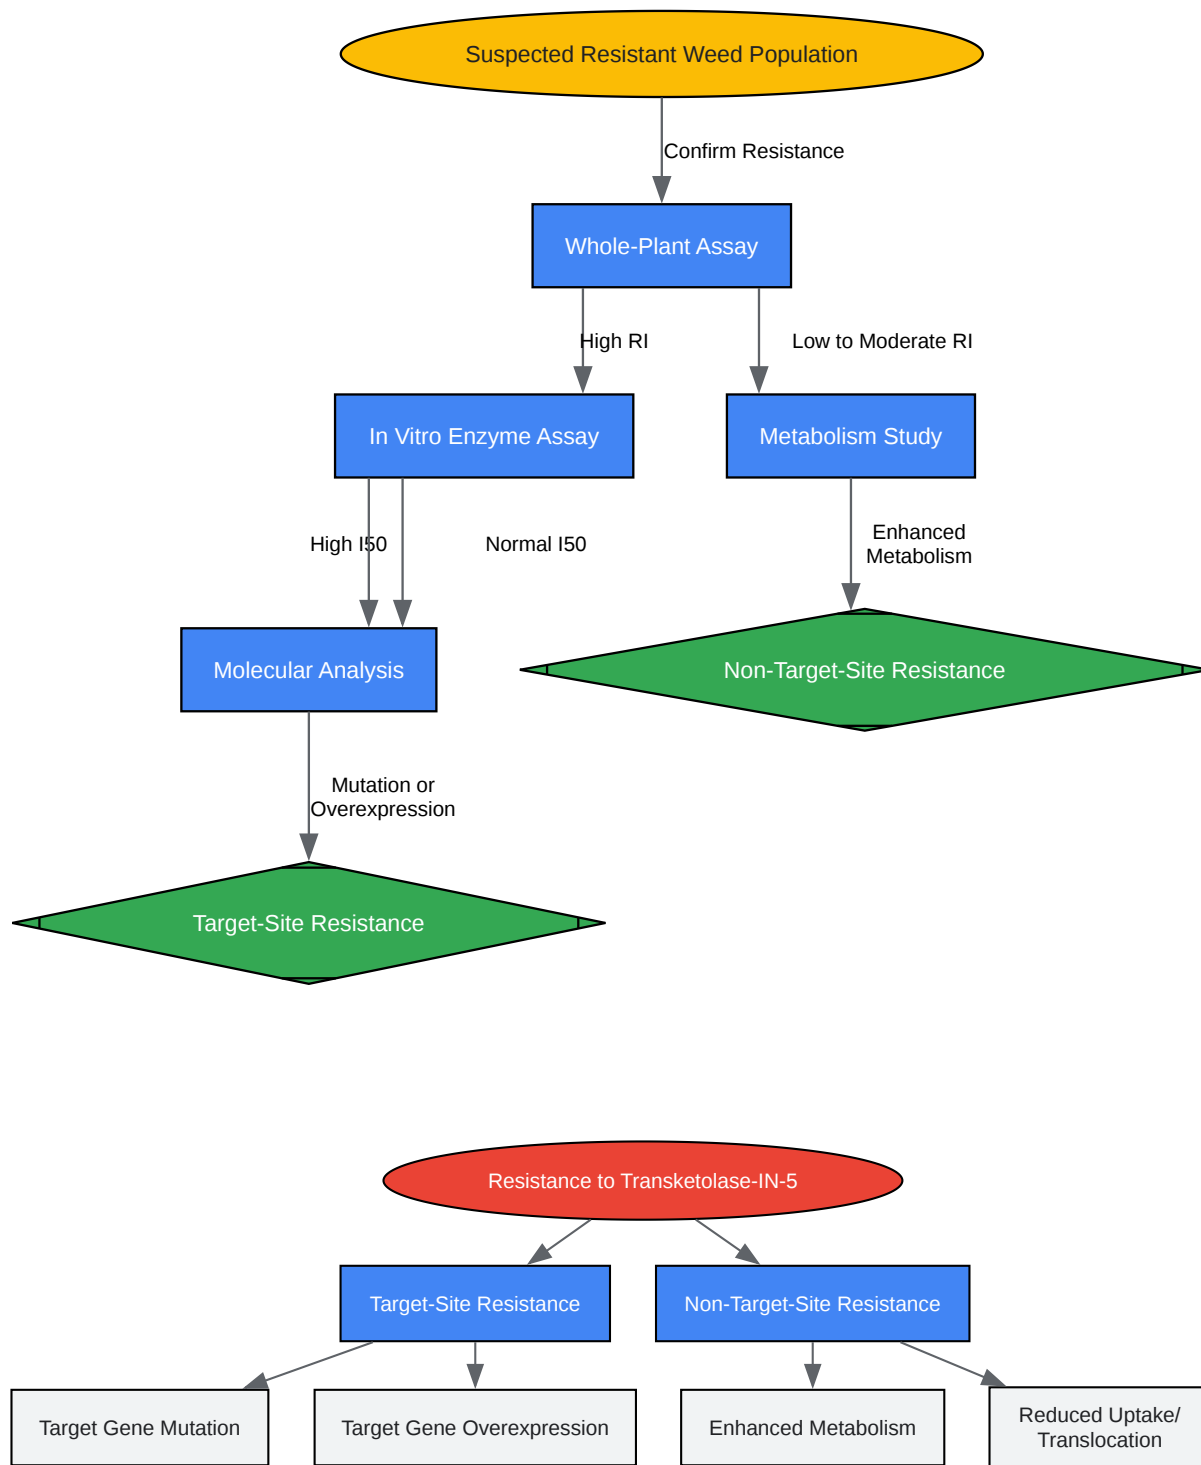 Suspected Resistant Weed Population
Confirm Resistance
Whole-Plant Assay
High RI
Low to Moderate RI
In Vitro Enzyme Assay
Metabolism Study
High I50
Normal I50
Enhanced
Metabolism
Molecular Analysis
Non-Target-Site Resistance
Mutation or
Overexpression
Target-Site Resistance
Resistance to Transketolase-IN-5
Target-Site Resistance
Non-Target-Site Resistance
Target Gene Mutation
Target Gene Overexpression
Enhanced Metabolism
Reduced Uptake/
Translocation